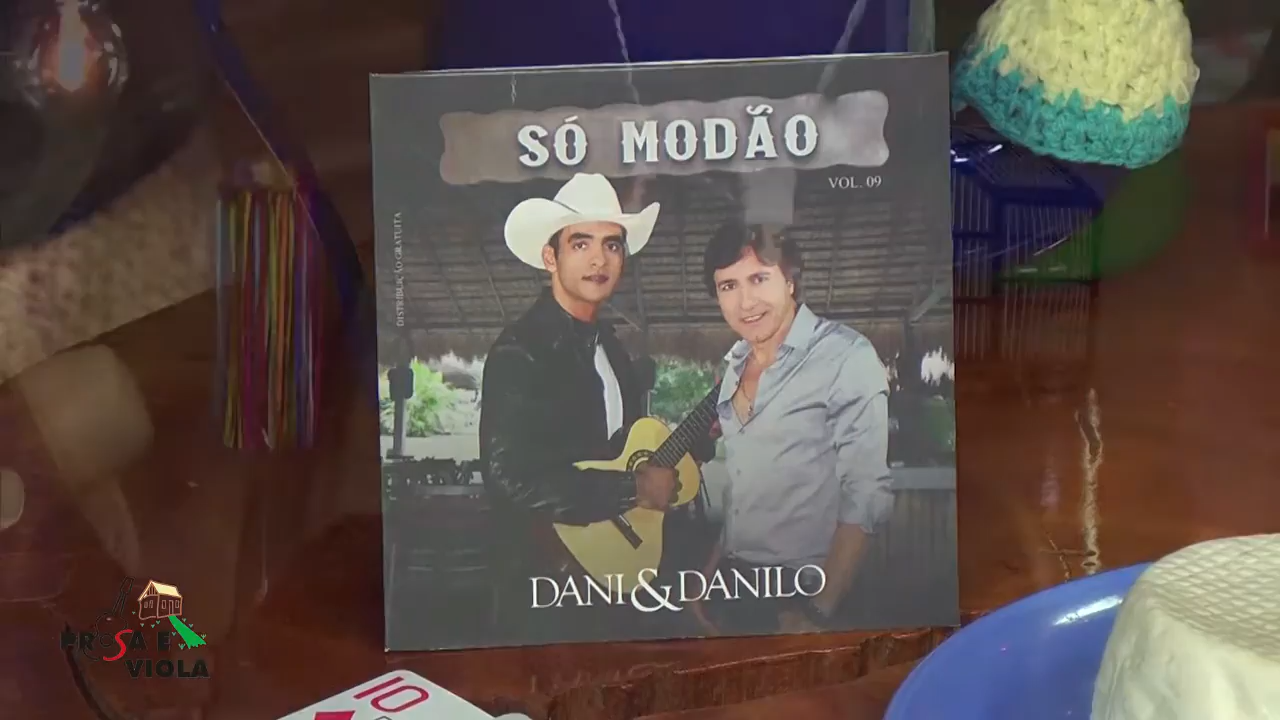 SÓ MODÃO
VOL. 09
DISTRIBUIÇÃO GRATUITA
DANI & DANILO
PROSA E
VIOLA
10